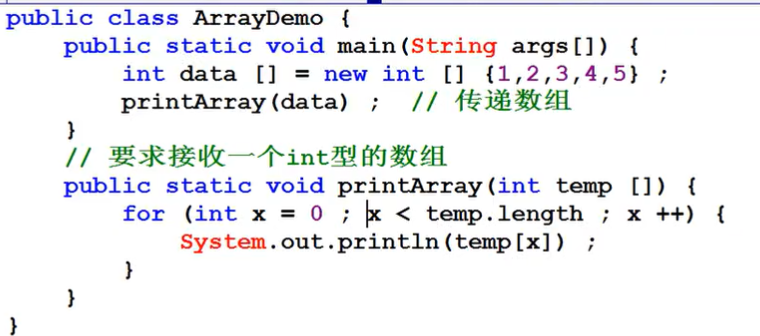 public class ArrayDemo {
    public static void main(String args[]) {
        int data [] = new int [] {1,2,3,4,5} ;
        printArray(data) ;  // 传递数组
    }
    // 要求接收一个int型的数组
    public static void printArray(int temp []) {
        for (int x = 0 ; x < temp.length ; x ++) {
            System.out.println(temp[x]) ;
        }
    }
}